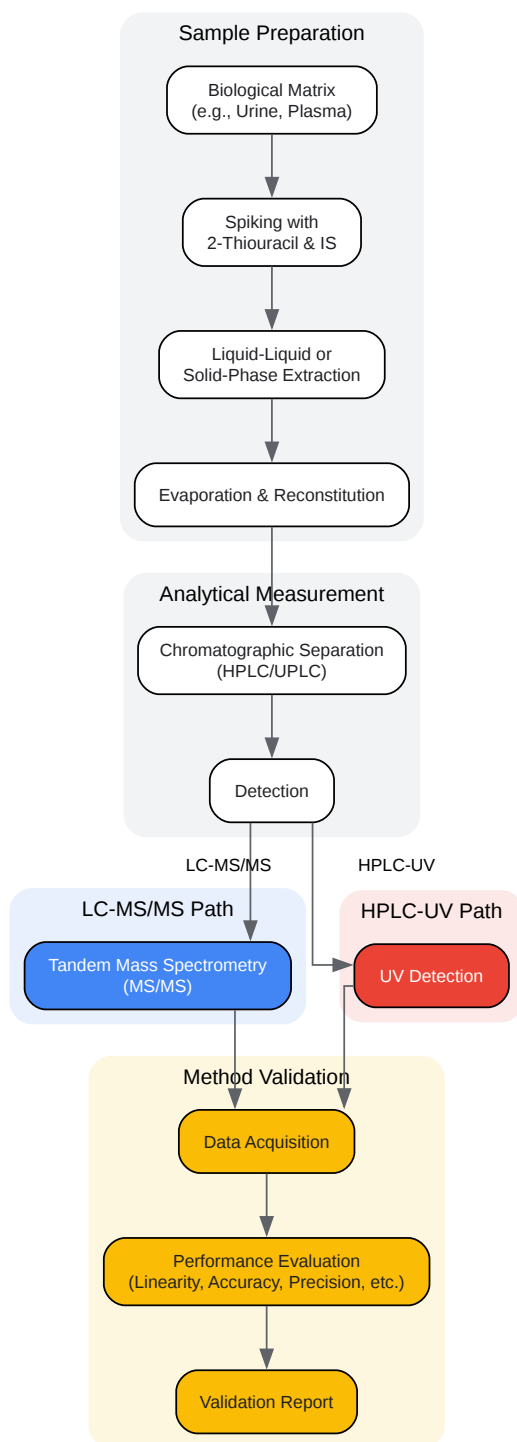 Sample Preparation
Biological Matrix
(e.g., Urine, Plasma)
Spiking with
2-Thiouracil & IS
Liquid-Liquid or
Solid-Phase Extraction
Evaporation & Reconstitution
Analytical Measurement
Chromatographic Separation
(HPLC/UPLC)
Detection
LC-MS/MS
HPLC-UV
LC-MS/MS Path
HPLC-UV Path
Tandem Mass Spectrometry
(MS/MS)
UV Detection
Method Validation
Data Acquisition
Performance Evaluation
(Linearity, Accuracy, Precision, etc.)
Validation Report